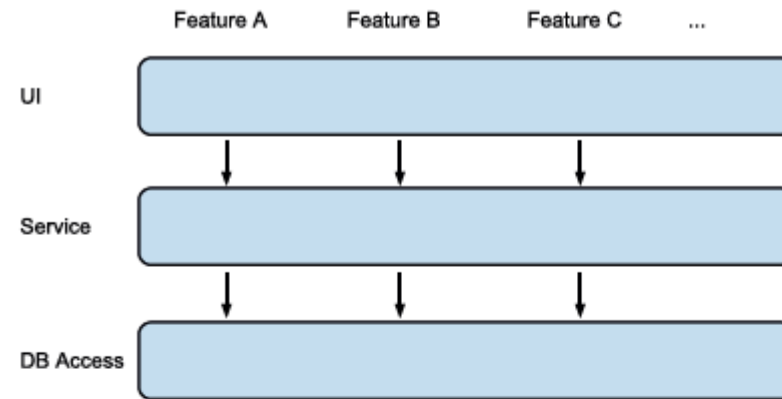 Feature A Feature B Feature C ...
UI
Service
DB Access